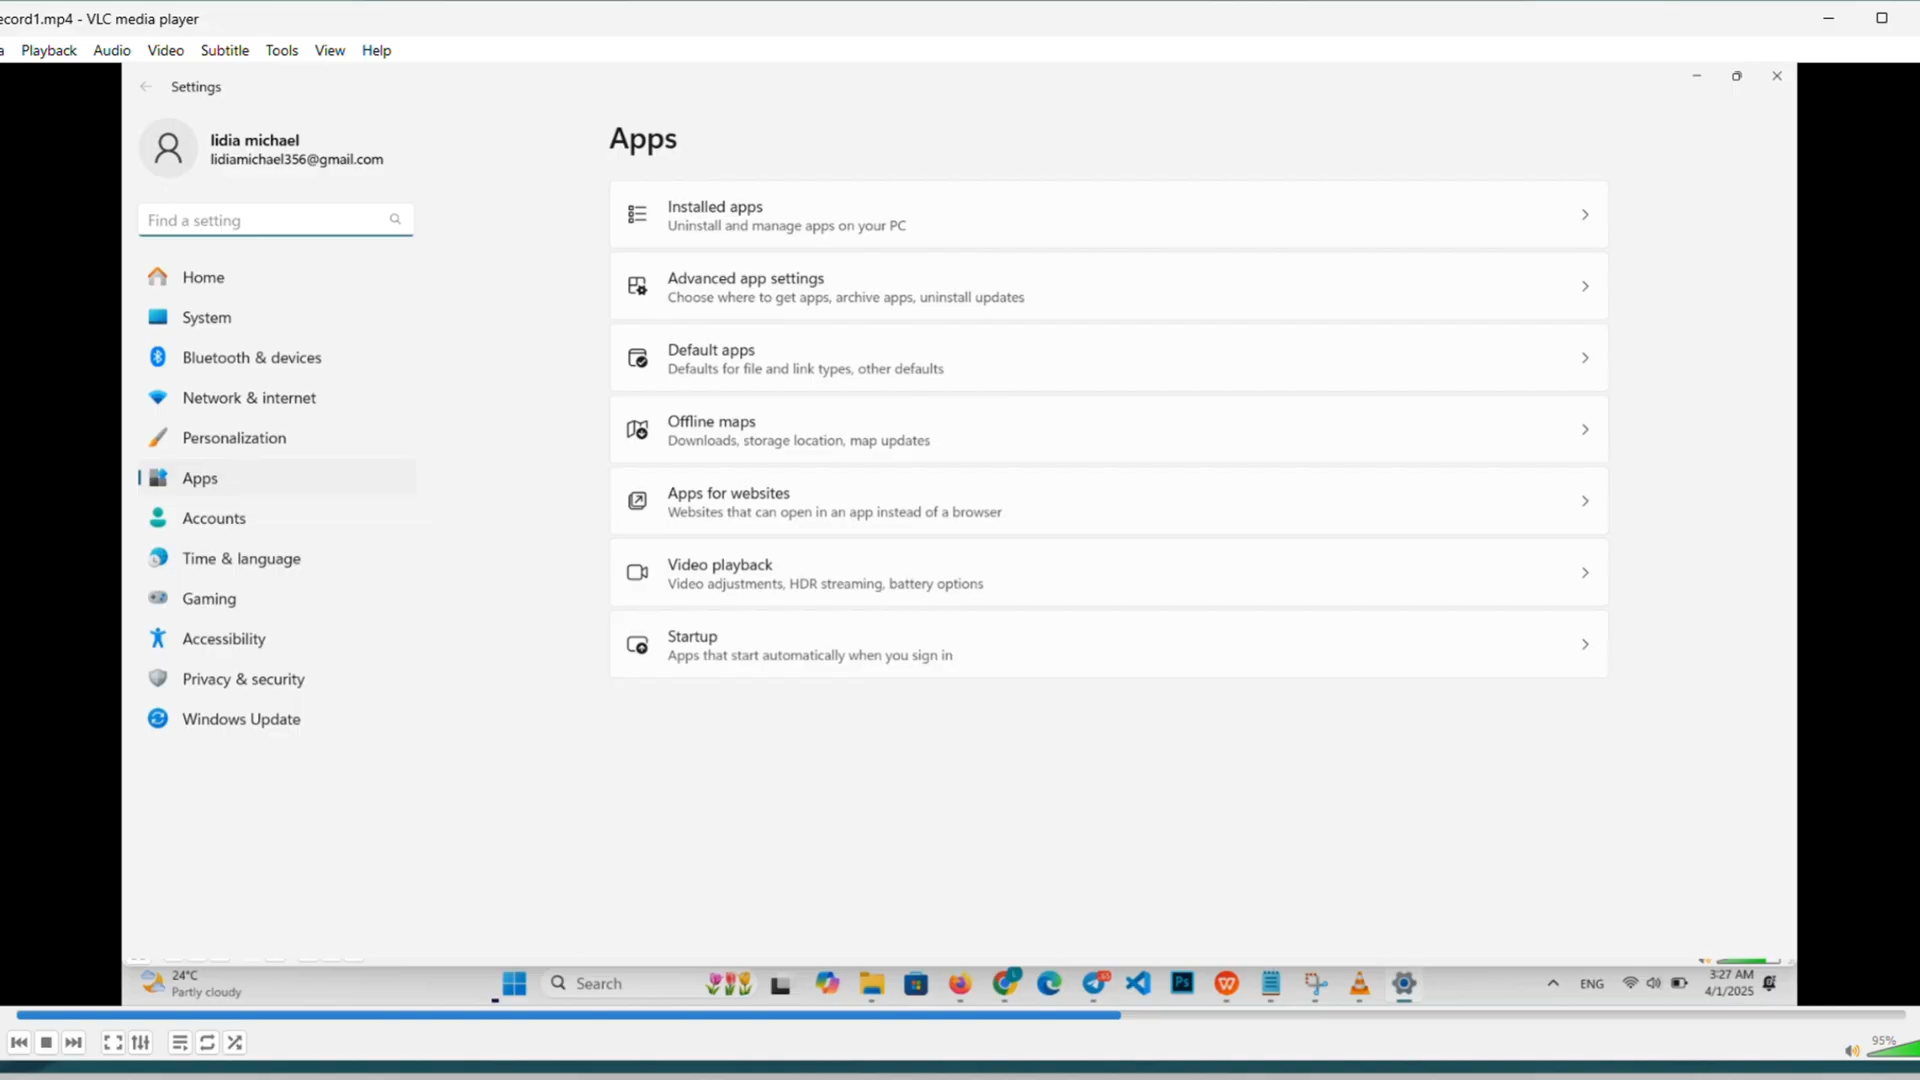 ecord1.mp4 - VLC media player
a Playback Audio Video Subtitle Tools View Help
Settings
lidia michael
lidiamichael356@gmail.com
Find a setting
Home
System
Bluetooth & devices
Network & internet
Personalization
Apps
Accounts
Time & language
Gaming
Accessibility
Privacy & security
Windows Update
Apps
Installed apps
Uninstall and manage apps on your PC
Advanced app settings
Choose where to get apps, archive apps, uninstall updates
Default apps
Defaults for file and link types, other defaults
Offline maps
Downloads, storage location, map updates
Apps for websites
Websites that can open in an app instead of a browser
Video playback
Video adjustments, HDR streaming, battery options
Startup
Apps that start automatically when you sign in
24°C
Partly cloudy
Search
Ps
ENG
3:27 AM
4/1/2025
95%